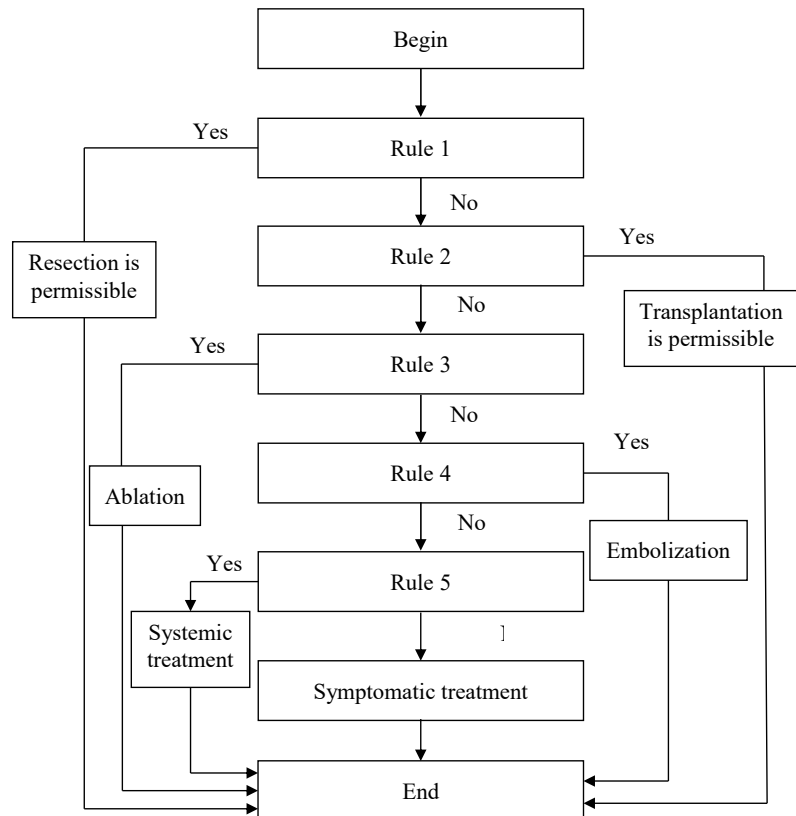 Begin
Yes
Rule 1
No
Yes
Resection is
permissible
Rule 2
Transplantation
is permissible
No
Yes
Rule 3
No
Yes
Ablation
Rule 4
No
Embolization
Yes
Rule 5
Systemic
treatment
Symptomatic treatment
End